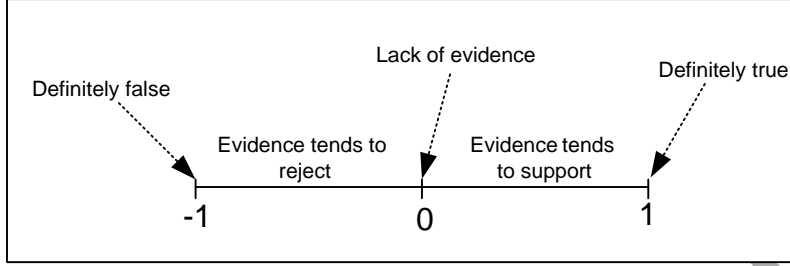 Lack of evidence
Definitely true
Definitely false
Evidence tends to
reject
Evidence tends
to support
-1
0
1